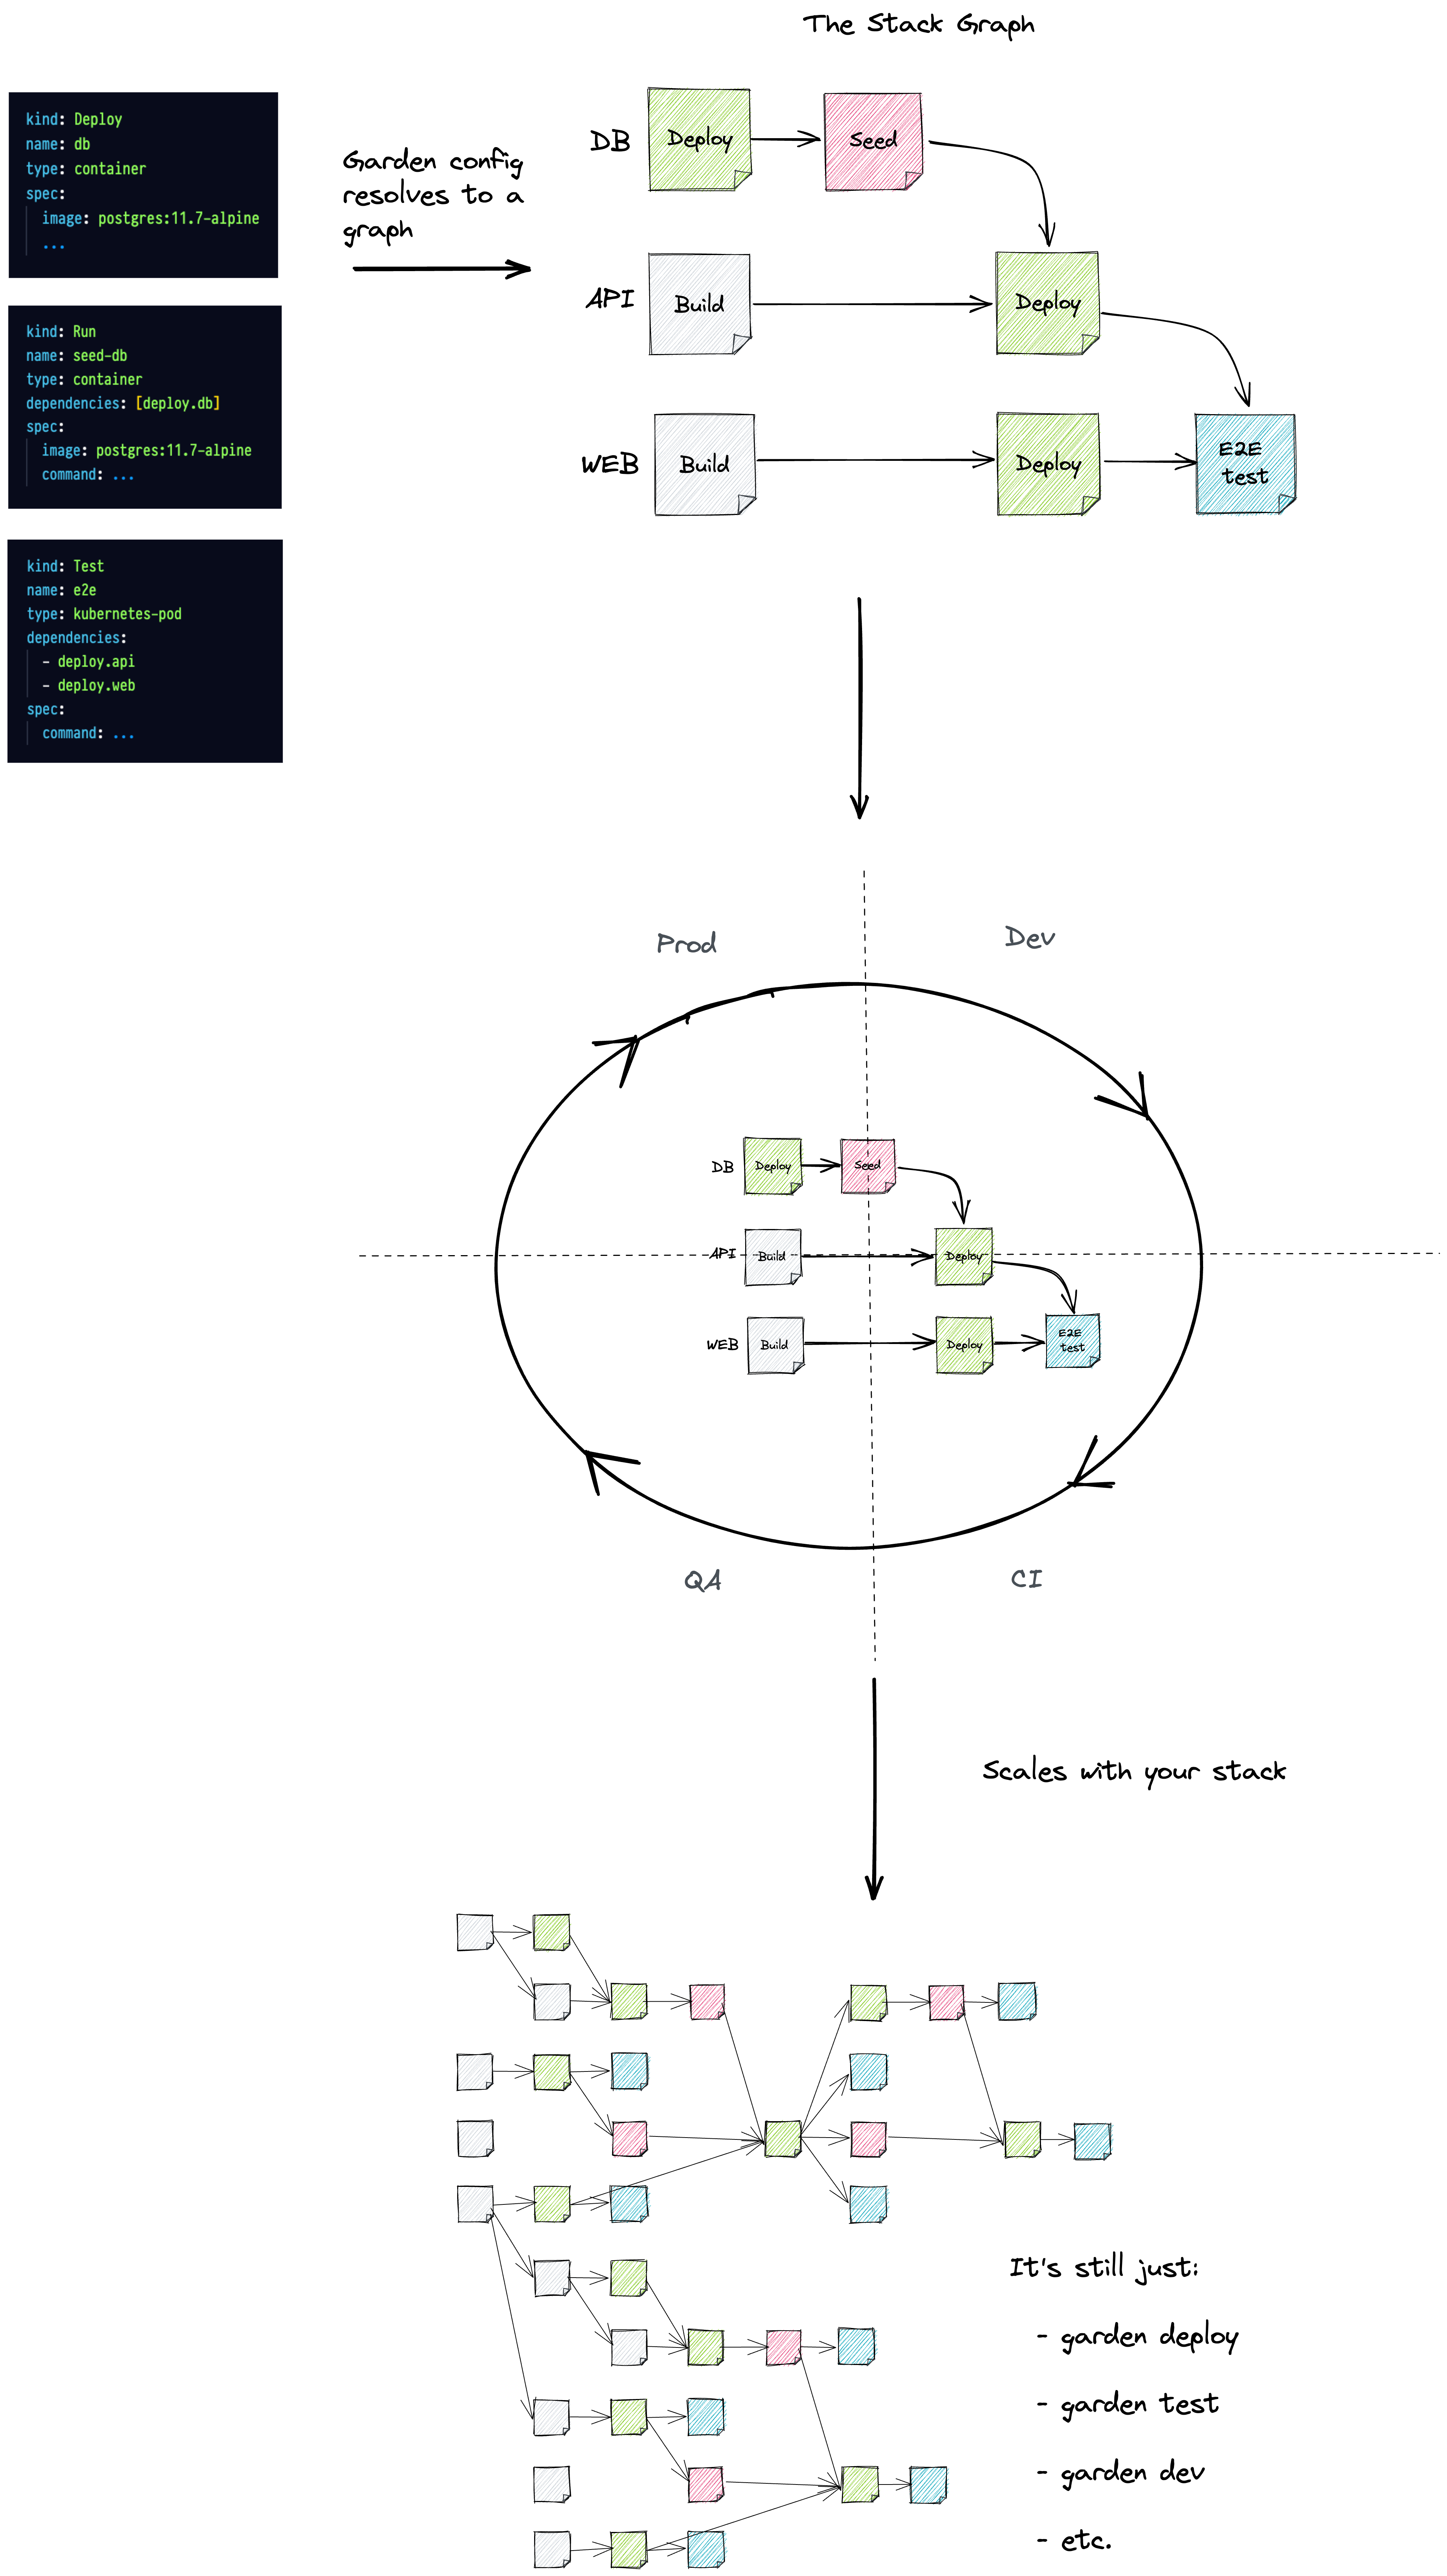 The Stack Graph
kind: Deploy
name: db
type: container
spec:
image: postgres:11.7-alpine
...
kind: Run
name: seed-db
type: container
dependencies: [deploy.db]
spec:
image: postgres:11.7-alpine
command: ...
kind: Test
name: e2e
type: kubernetes-pod
dependencies:
- deploy.api
- deploy.web
spec:
command: ...
Garden config
resolves to a
graph
DB
Deploy
Seed
API
Build
Deploy
WEB
Build
Deploy
E2E
test
Prod
Dev
DB
Deploy
Seed
API
Build
Deploy
WEB
Build
Deploy
E2E
test
QA
CI
Scales with your stack
It's still just:
- garden deploy
- garden test
- garden dev
- etc.